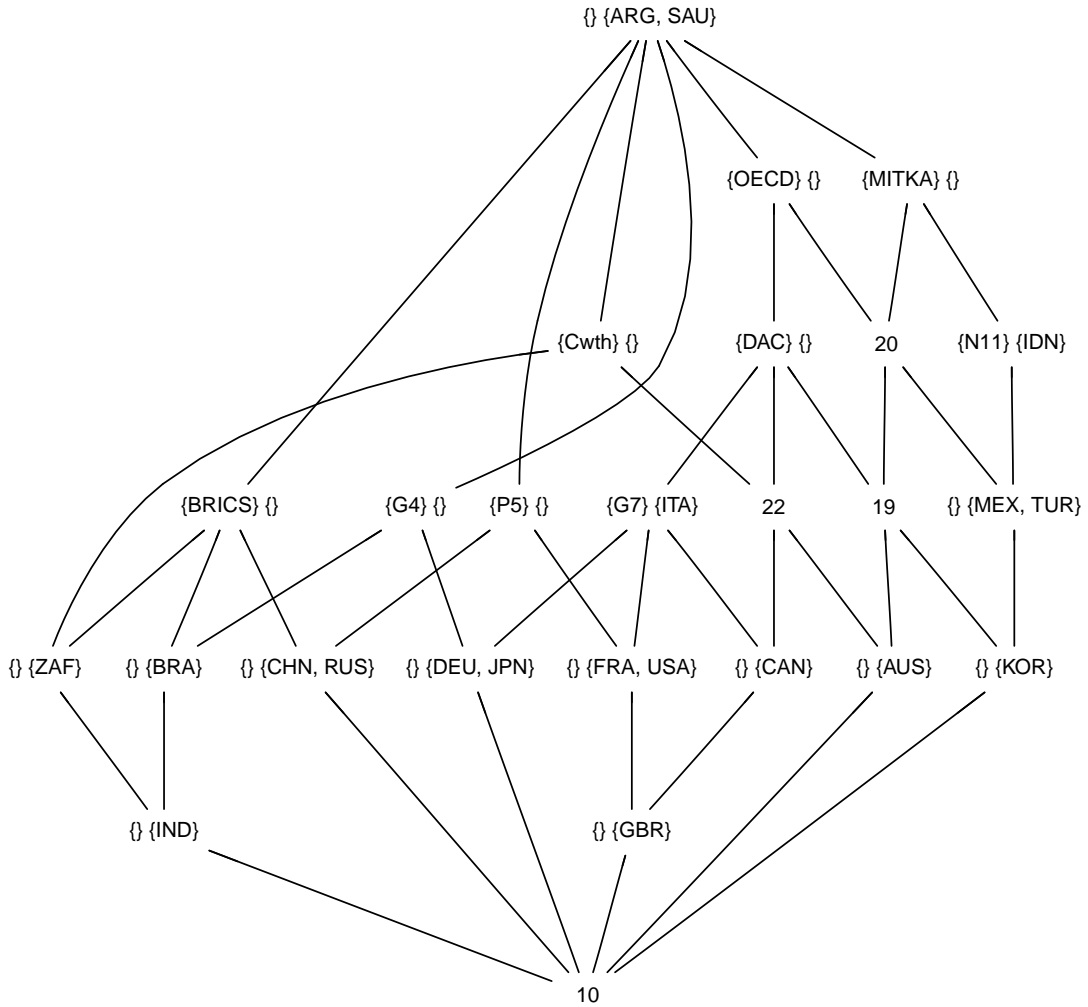 {} {ARG, SAU}
{OECD} {}
{MITKA} {}
{Cwth} {}
{DAC} {}
20
{N11} {IDN}
{BRICS} {}
{G4} {}
{P5} {}
{G7} {ITA}
22
19
{} {MEX, TUR}
{} {ZAF}
{} {BRA}
{} {CHN, RUS}
{} {DEU, JPN}
{} {FRA, USA}
{} {CAN}
{} {AUS}
{} {KOR}
{} {IND}
{} {GBR}
10